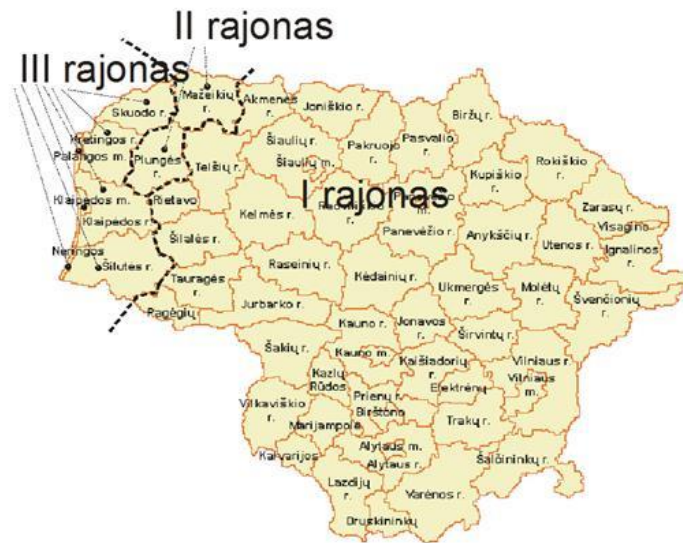 II rajonas
III rajonas
Mažeikių
r.
Skuodo r.
Akmenės
r.
Joniškio r.
Biržų r.
Kretingos r.
Palangos m.
Plungės
r.
Telšių r.
Šiaulių r.
Šiaulių m.
Pakruojo
r.
Pasvalio
r.
Rokiškio
r.
Kupiškio
r.
Klaipėdos m.
Klaipėdos r.
Rietavo
Kelmės r.
I rajonas
Panevėžio r.
Anykščių
r.
Zarasų r.
Visagino
Utenos r.
Ignalinos
r.
Neringos
Šilutės r.
Šilalės r.
Raseinių r.
Kėdainių r.
Ukmergės
r.
Molėtų
r.
Švenčionių
r.
Tauragės
r.
Pagėgių
Jurbarko r.
Kauno r.
Jonavos
r.
Širvintų r.
Šakių r.
Kauno m.
Kaišiadorių
r.
Vilniaus r.
Vilniaus
m.
Kazlų
Rūdos
Elektrėnų
Vilkaviškio
r.
Prienų r.
Birštono
Trakų r.
Marijampolė
Kalvarijos
Alytaus m.
Alytaus r.
Šalčininkų r.
Lazdijų
r.
Varėnos r.
Druskininkų